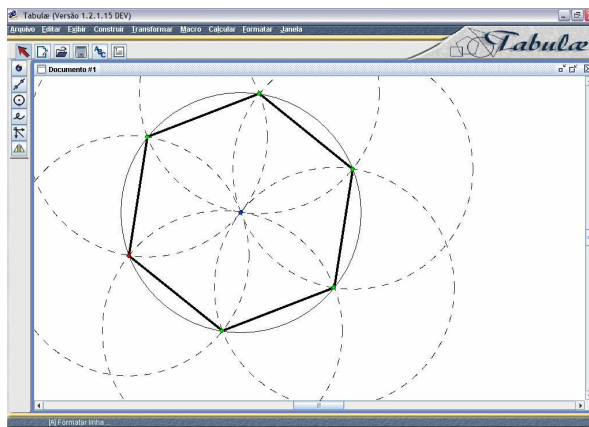 Tabulæ (Versão 1.2.1.15 DEV)
Arquivo Editar Exibir Construir Transformar Macro Calcular Formatar Janela
ABC
Tabulæ
Documento #1
[A] Formatar linha ...